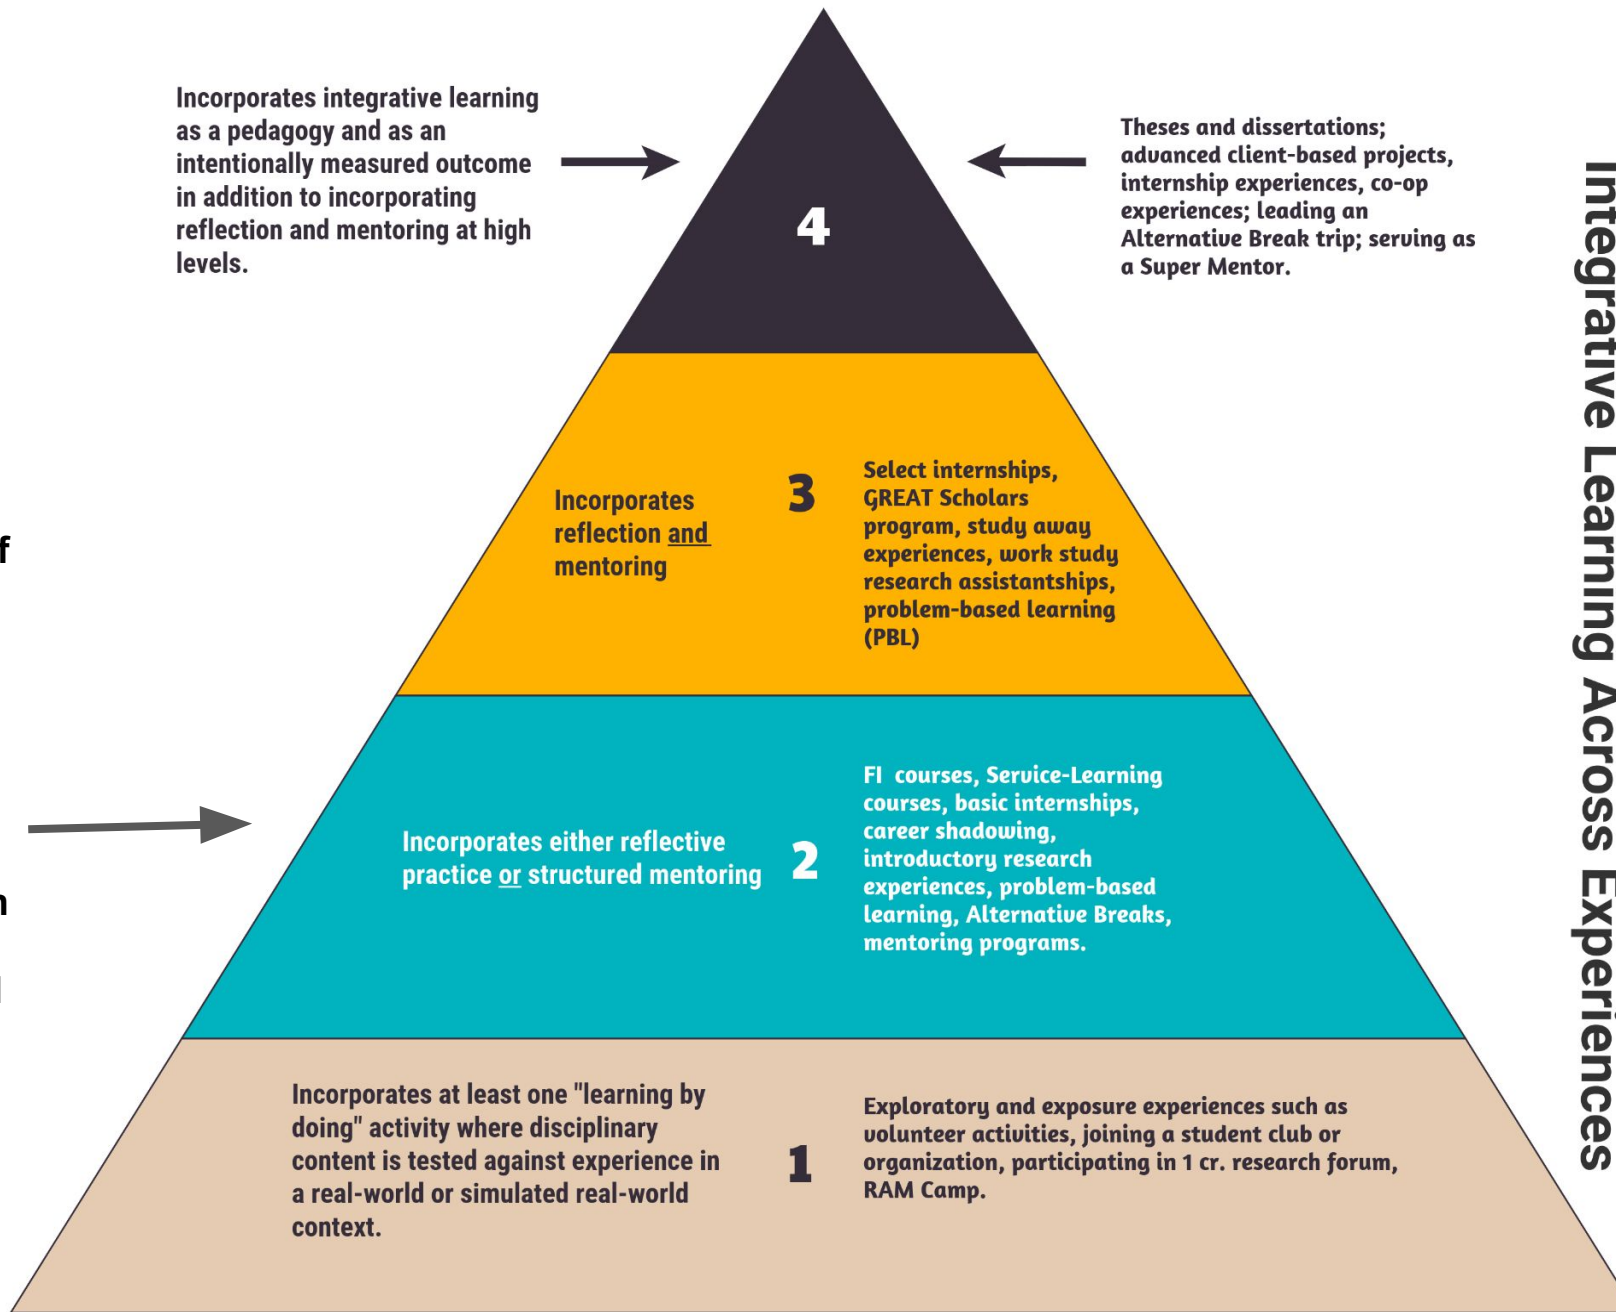 Incorporates integrative learning
as a pedagogy and as an
intentionally measured outcome
in addition to incorporating
reflection and mentoring at high
levels.
4
Theses and dissertations;
advanced client-based projects,
internship experiences, co-op
experiences; leading an
Alternative Break trip; serving as
a Super Mentor.
Incorporates
reflection and
mentoring
3
Select internships,
GREAT Scholars
program, study away
experiences, work study
research assistantships,
problem-based learning
(PBL)
Incorporates either reflective
practice or structured mentoring
2
FI courses, Service-Learning
courses, basic internships,
career shadowing,
introductory research
experiences, problem-based
learning, Alternative Breaks,
mentoring programs.
Incorporates at least one "learning by
doing" activity where disciplinary
content is tested against experience in
a real-world or simulated real-world
context.
1
Exploratory and exposure experiences such as
volunteer activities, joining a student club or
organization, participating in 1 cr. research forum,
RAM Camp.
Integrative Learning Across Experiences